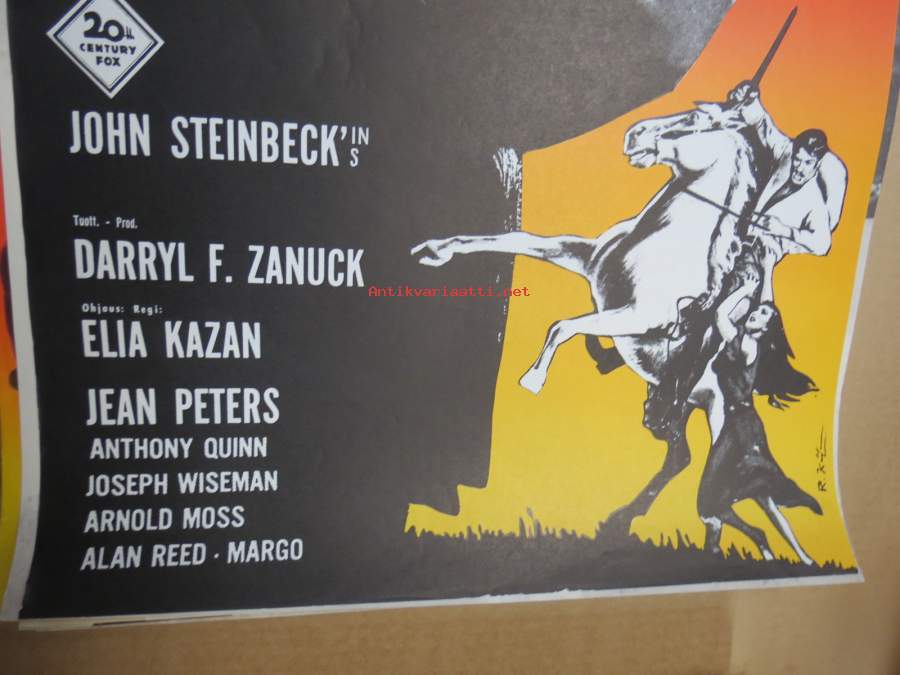 20th
CENTURY
FOX
JOHN STEINBECK'IN
S
Tuott. - Prod.
DARRYL F. ZANUCK
Ohjaus: Regi:
ELIA KAZAN
JEAN PETERS
ANTHONY QUINN
JOSEPH WISEMAN
ARNOLD MOSS
ALAN REED · MARGO
Antikvariaatti.net